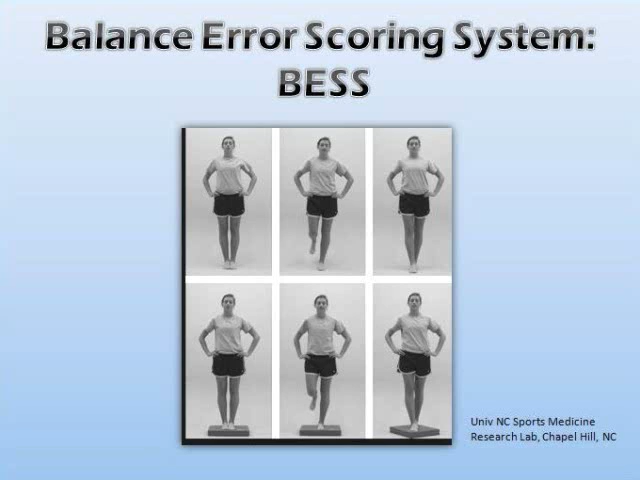 Balance Error Scoring System:
BESS
Univ NC Sports Medicine
Research Lab, Chapel Hill, NC